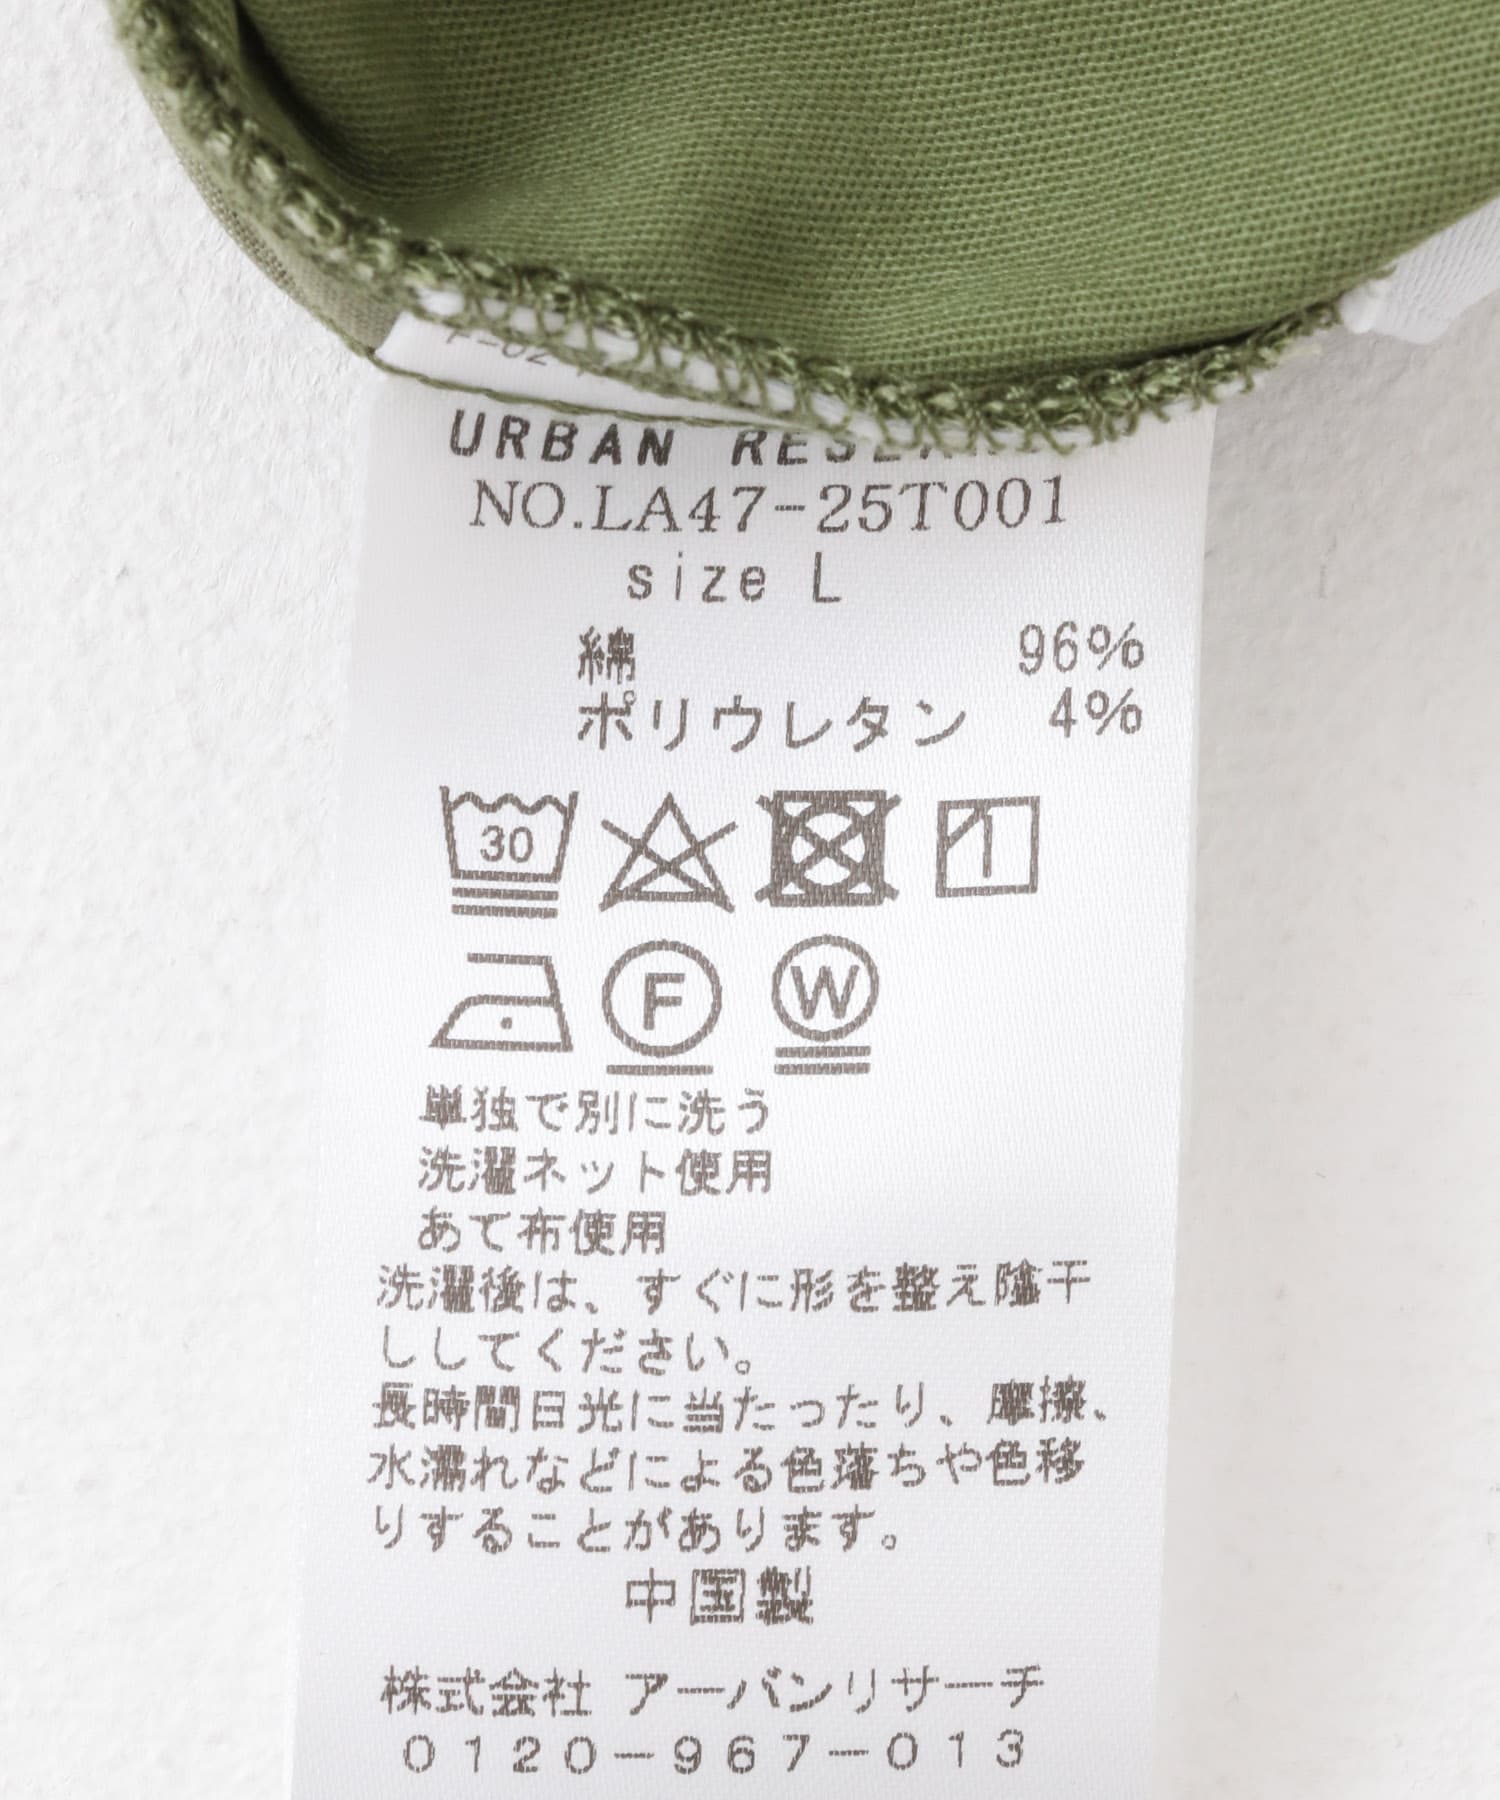 URBAN RESEARCH
NO.LA47-25T001
size L
綿 96%
ポリウレタン 4%
30
F W
単独で別に洗う
洗濯ネット使用
あて布使用
洗濯後は、すぐに形を整え陰干
ししてください。
長時間日光に当たったり、摩擦、
水濡れなどによる色落ちや色移
りすることがあります。
中国製
株式会社 アーバンリサーチ
0120-967-013